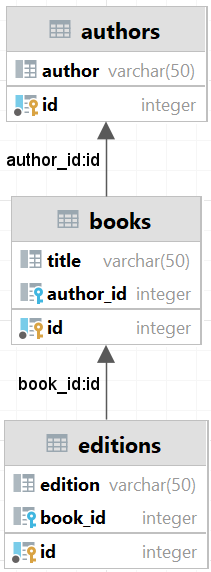 authors
author varchar(50)
id integer
author_id:id
books
title varchar(50)
author_id integer
id integer
book_id:id
editions
edition varchar(50)
book_id integer
id integer